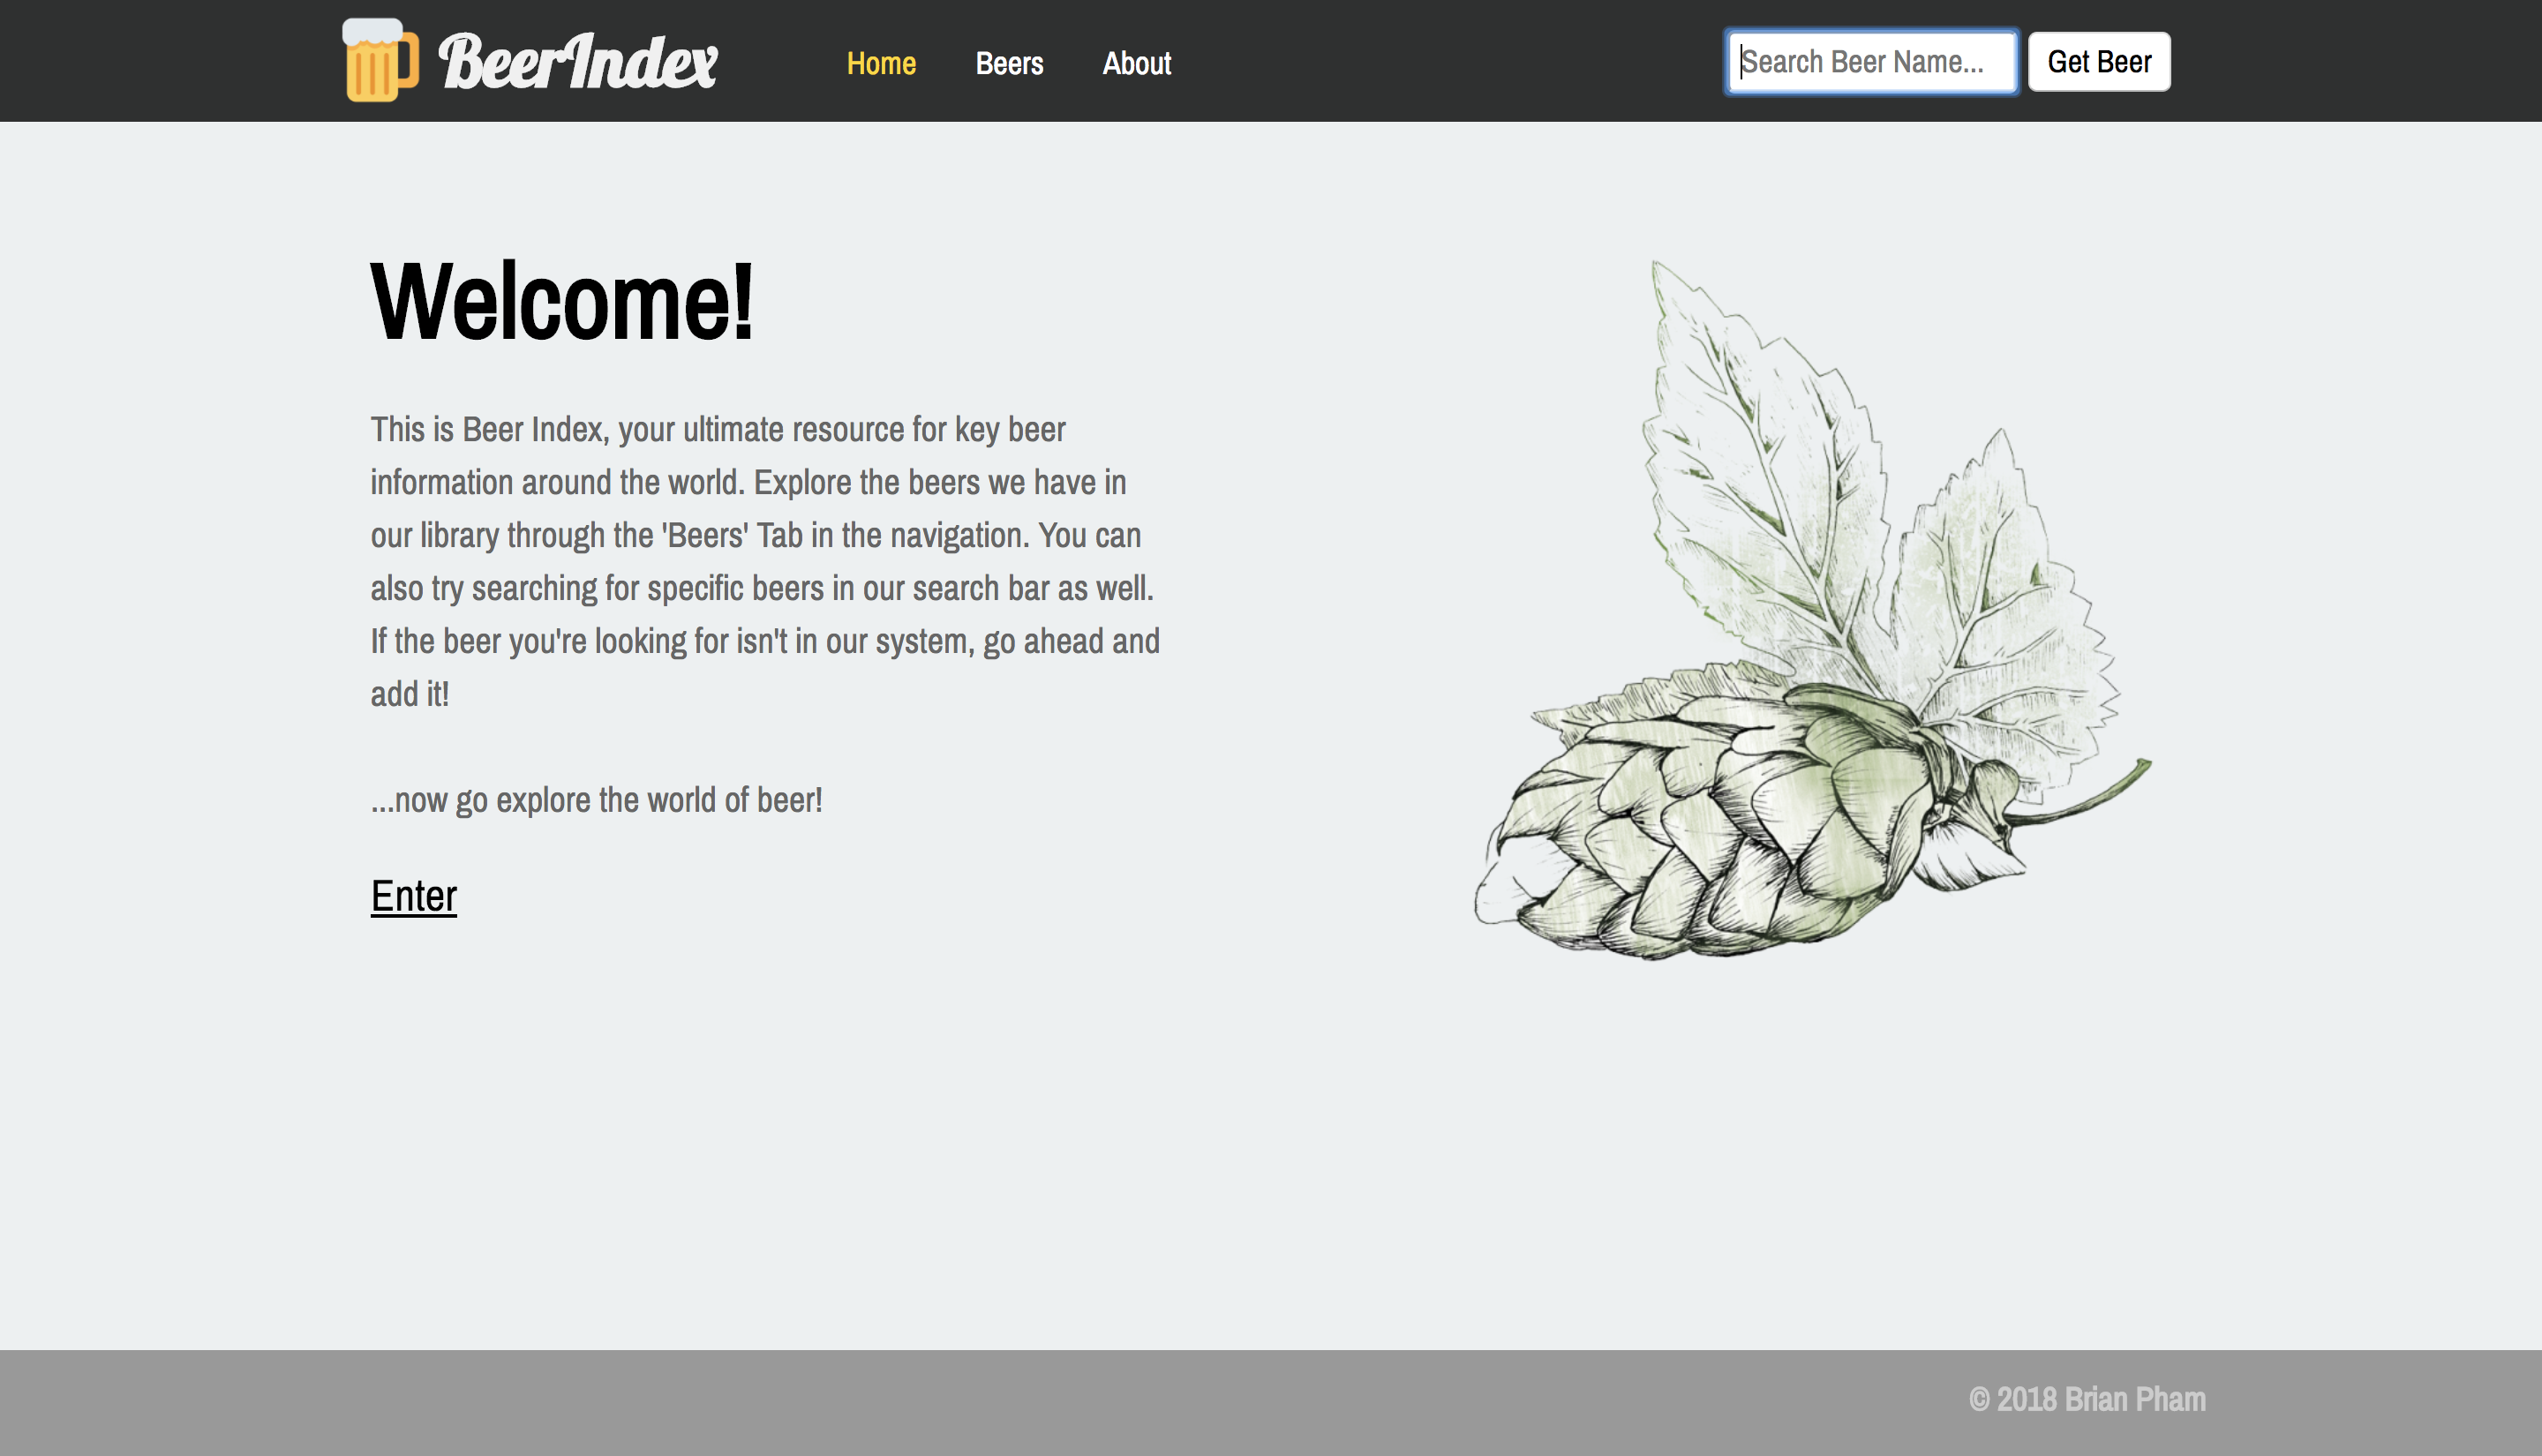 BeerIndex
Home
Beers
About
Search Beer Name...
Get Beer
Welcome!
This is Beer Index, your ultimate resource for key beer
information around the world. Explore the beers we have in
our library through the 'Beers' Tab in the navigation. You can
also try searching for specific beers in our search bar as well.
If the beer you're looking for isn't in our system, go ahead and
add it!
...now go explore the world of beer!
Enter
© 2018 Brian Pham